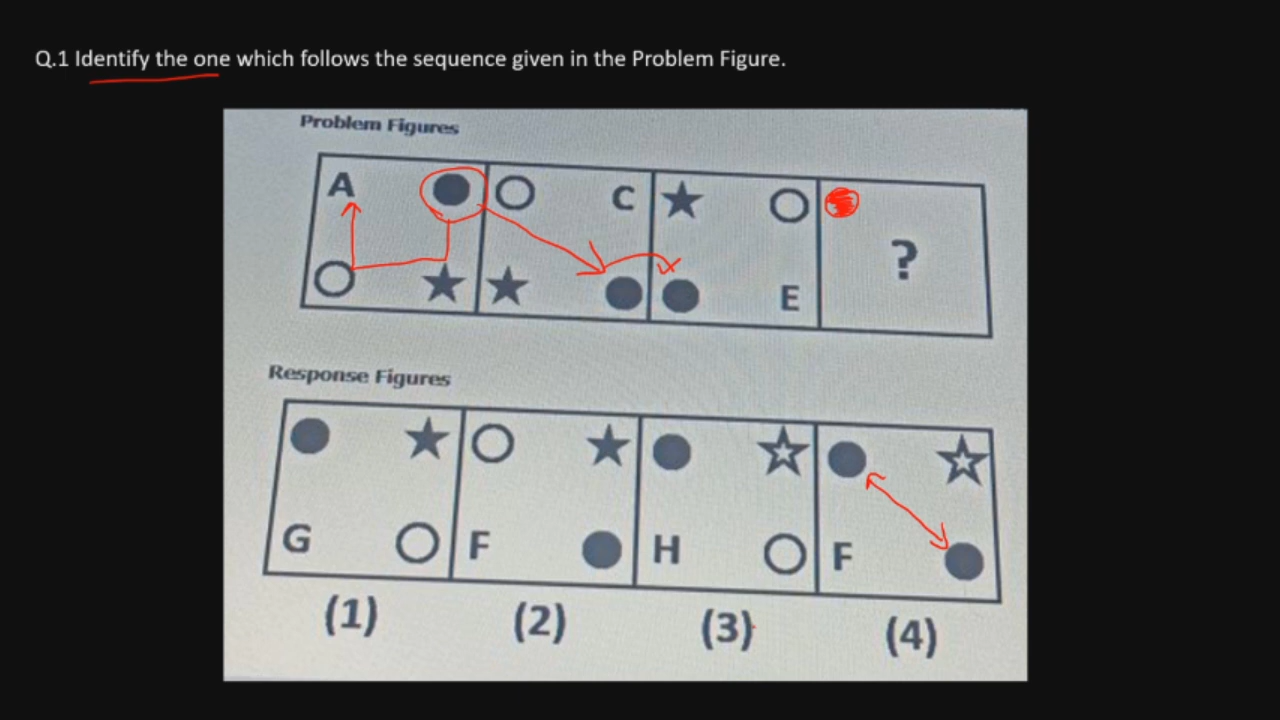 Q.1 Identify the one which follows the sequence given in the Problem Figure.
Problem Figures
A C
?
E
Response Figures
G F H F
(1) (2) (3) (4)